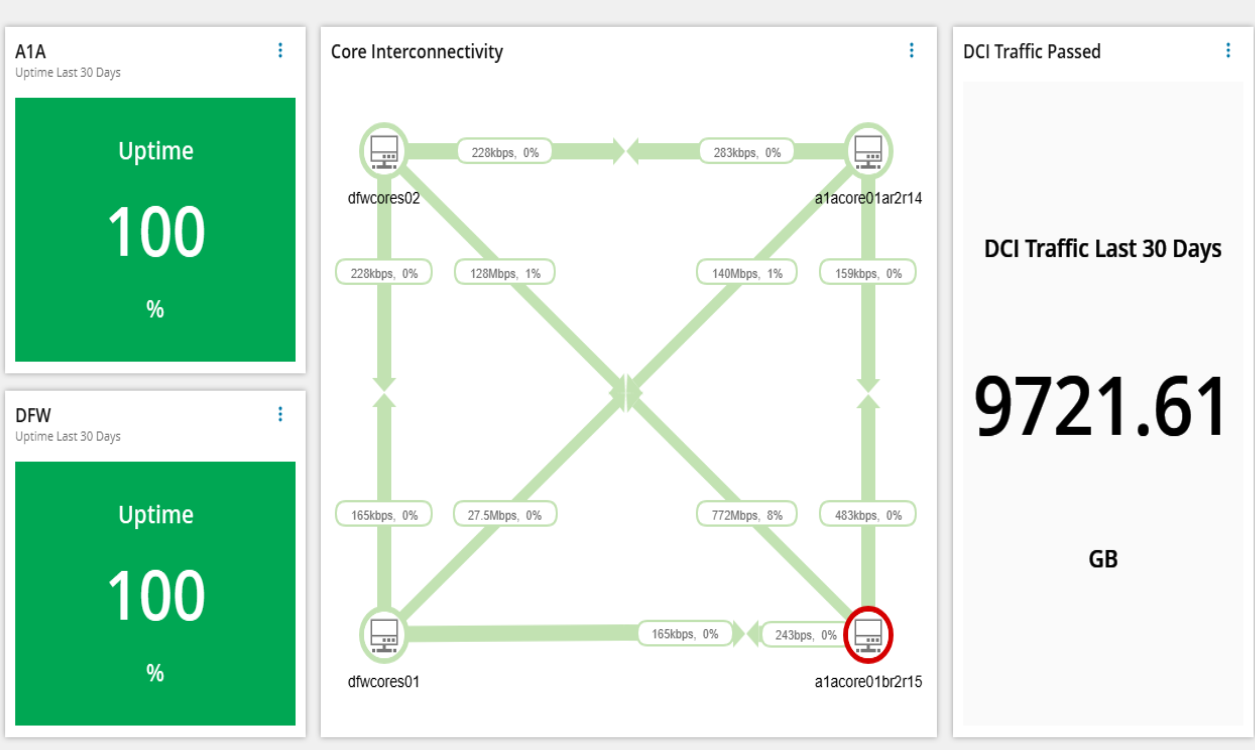 A1A
Uptime Last 30 Days
Uptime
100
%
DFW
Uptime Last 30 Days
Uptime
100
%
Core Interconnectivity
228kbps, 0%
283kbps, 0%
dfwcores02
a1acore01ar2r14
228kbps, 0%
128Mbps, 1%
140Mbps, 1%
159kbps, 0%
165kbps, 0%
27.5Mbps, 0%
772Mbps, 8%
483kbps, 0%
165kbps, 0%
243bps, 0%
dfwcores01
a1acore01br2r15
DCI Traffic Passed
DCI Traffic Last 30 Days
9721.61
GB